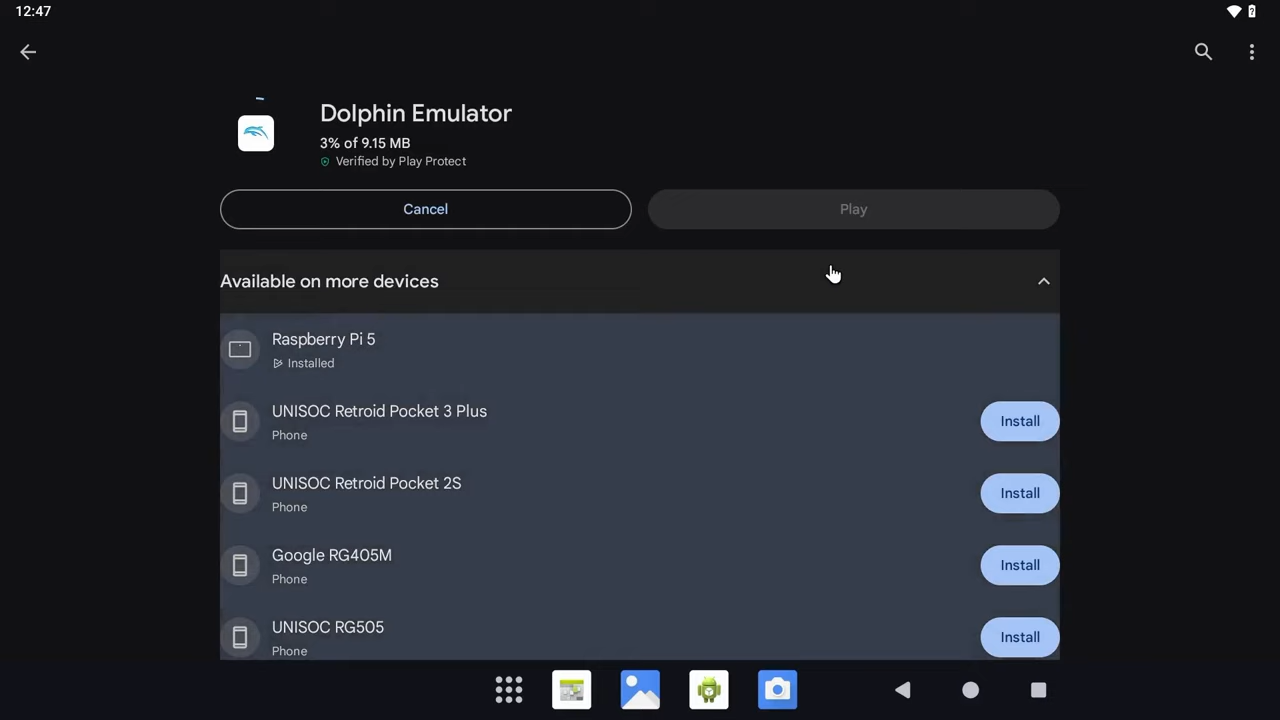 12:47
Dolphin Emulator
3% of 9.15 MB
Verified by Play Protect
Cancel
Play
Available on more devices
Raspberry Pi 5
Installed
UNISOC Retroid Pocket 3 Plus
Phone
Install
UNISOC Retroid Pocket 2S
Phone
Install
Google RG405M
Phone
Install
UNISOC RG505
Phone
Install